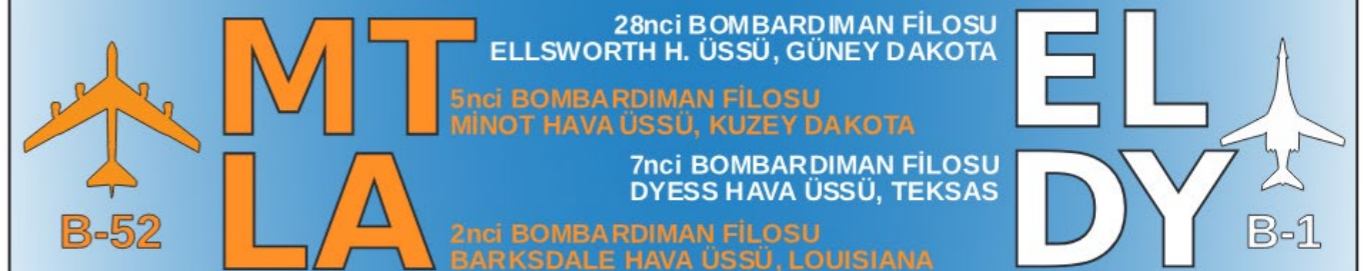 MT
28nci BOMBARDIMAN FİLOSU
ELLSWORTH H. ÜSSÜ, GÜNEY DAKOTA
EL
5nci BOMBARDIMAN FİLOSU
MİNOT HAVA ÜSSÜ, KUZEY DAKOTA
LA
7nci BOMBARDIMAN FİLOSU
DYESS HAVA ÜSSÜ, TEKSAS
DY
B-52
2nci BOMBARDIMAN FİLOSU
BARKSDALE HAVA ÜSSÜ, LOUISIANA
B-1